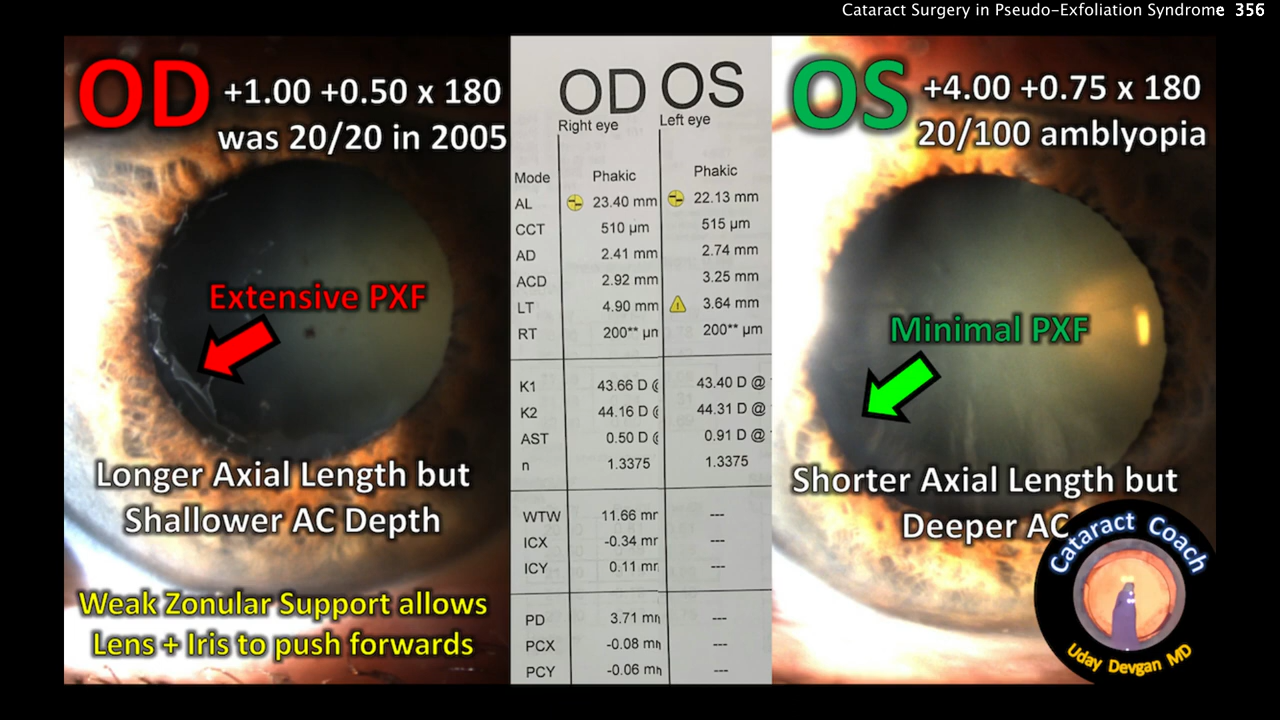 Cataract Surgery in Pseudo-Exfoliation Syndrome 356
OD +1.00 +0.50 x 180
was 20/20 in 2005
Extensive PXF
Longer Axial Length but
Shallower AC Depth
Weak Zonular Support allows
Lens + Iris to push forwards
OD OS
Right eye Left eye
Mode Phakic Phakic
AL 23.40 mm 22.13 mm
CCT 510 µm 515 µm
AD 2.41 mm 2.74 mm
ACD 2.92 mm 3.25 mm
LT 4.90 mm 3.64 mm
RT 200** µm 200** µm
K1 43.66 D @ 43.40 D @
K2 44.16 D @ 44.31 D @
AST 0.50 D @ 0.91 D @
n 1.3375 1.3375
WTW 11.66 mm ---
ICX -0.34 mm ---
ICY 0.11 mm ---
PD 3.71 mm ---
PCX -0.08 mm ---
PCY -0.06 mm ---
OS +4.00 +0.75 x 180
20/100 amblyopia
Minimal PXF
Shorter Axial Length but
Deeper AC
Cataract Coach
Uday Devgan MD